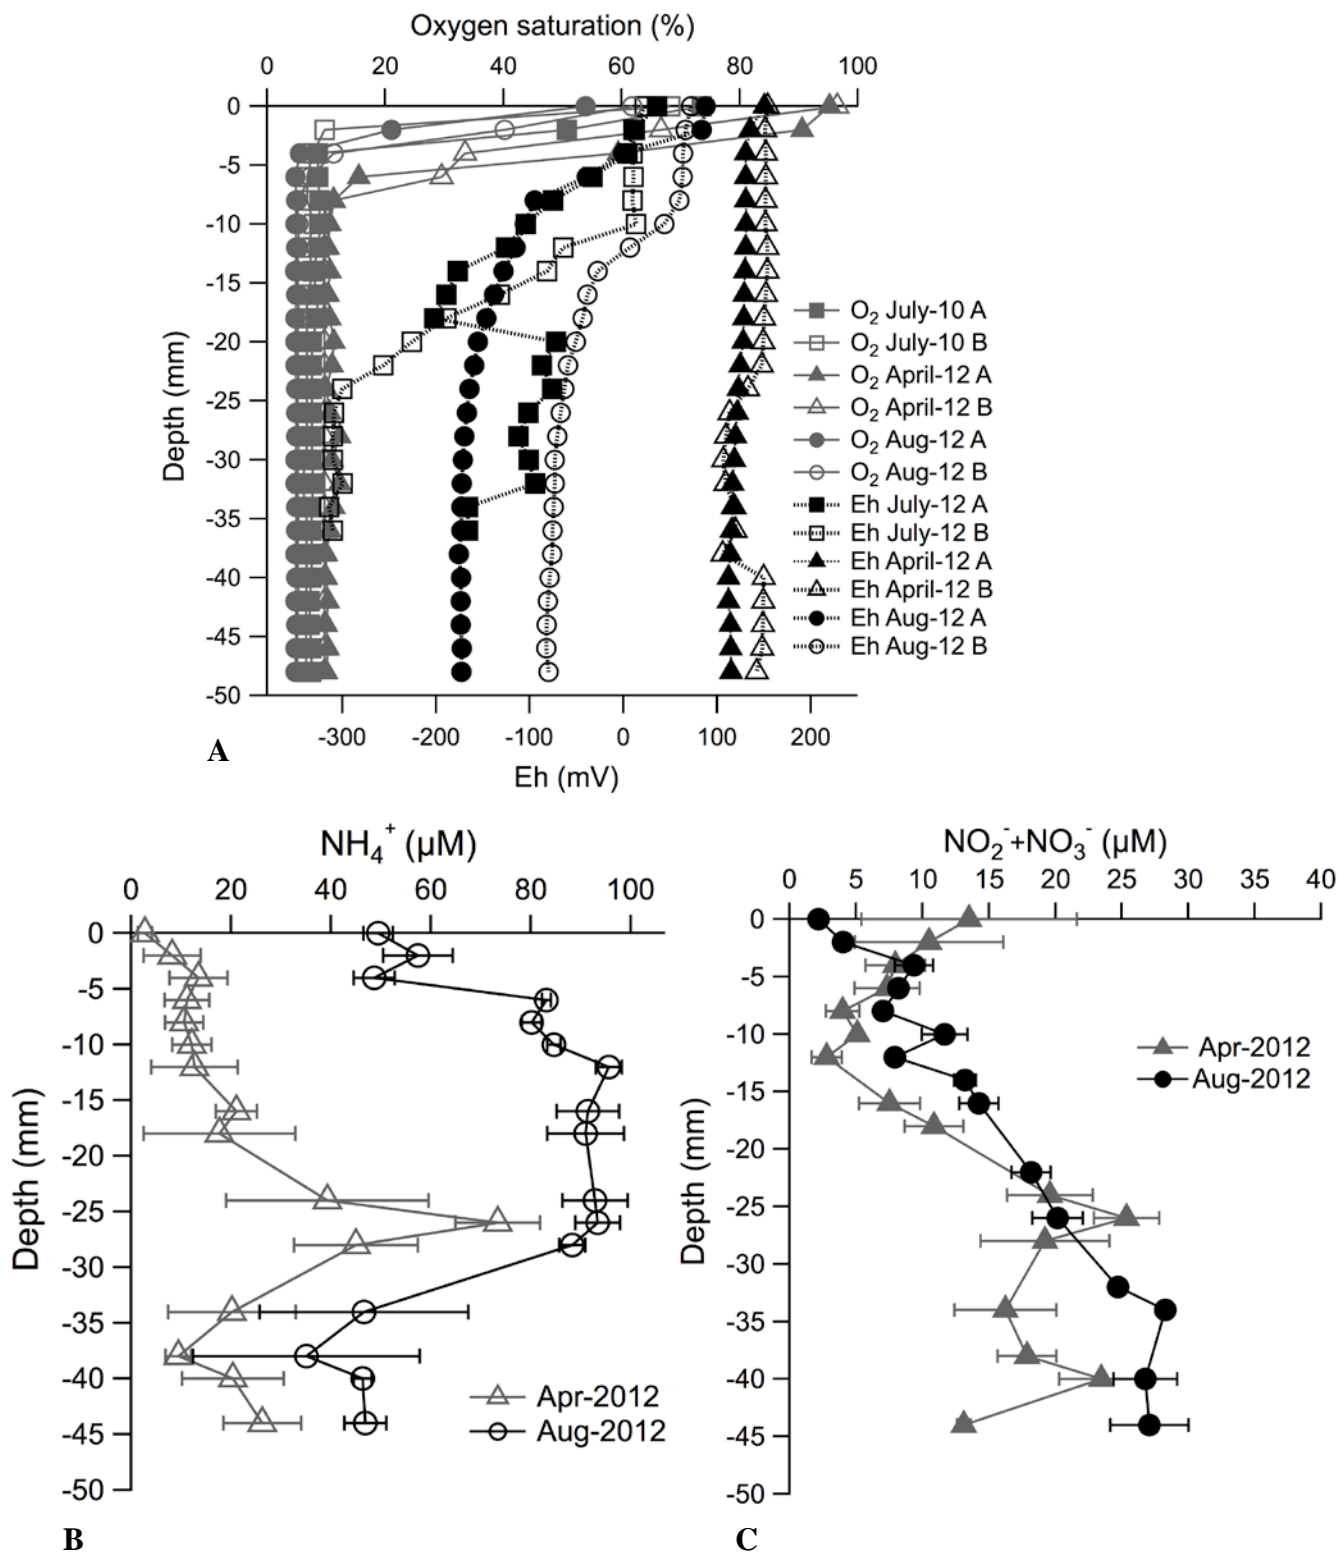 Oxygen saturation (%)
0 20 40 60 80 100
0
-5
-10
-15
-20
-25
-30
-35
-40
-45
-50
Depth (mm)
O2 July-10 A
O2 July-10 B
O2 April-12 A
O2 April-12 B
O2 Aug-12 A
O2 Aug-12 B
Eh July-12 A
Eh July-12 B
Eh April-12 A
Eh April-12 B
Eh Aug-12 A
Eh Aug-12 B
-300 -200 -100 0 100 200
Eh (mV)
A
NH4+ (µM)
0 20 40 60 80 100
0
-5
-10
-15
-20
-25
-30
-35
-40
-45
-50
Depth (mm)
Apr-2012
Aug-2012
B
NO2-+NO3- (µM)
0 5 10 15 20 25 30 35 40
0
-5
-10
-15
-20
-25
-30
-35
-40
-45
-50
Depth (mm)
Apr-2012
Aug-2012
C